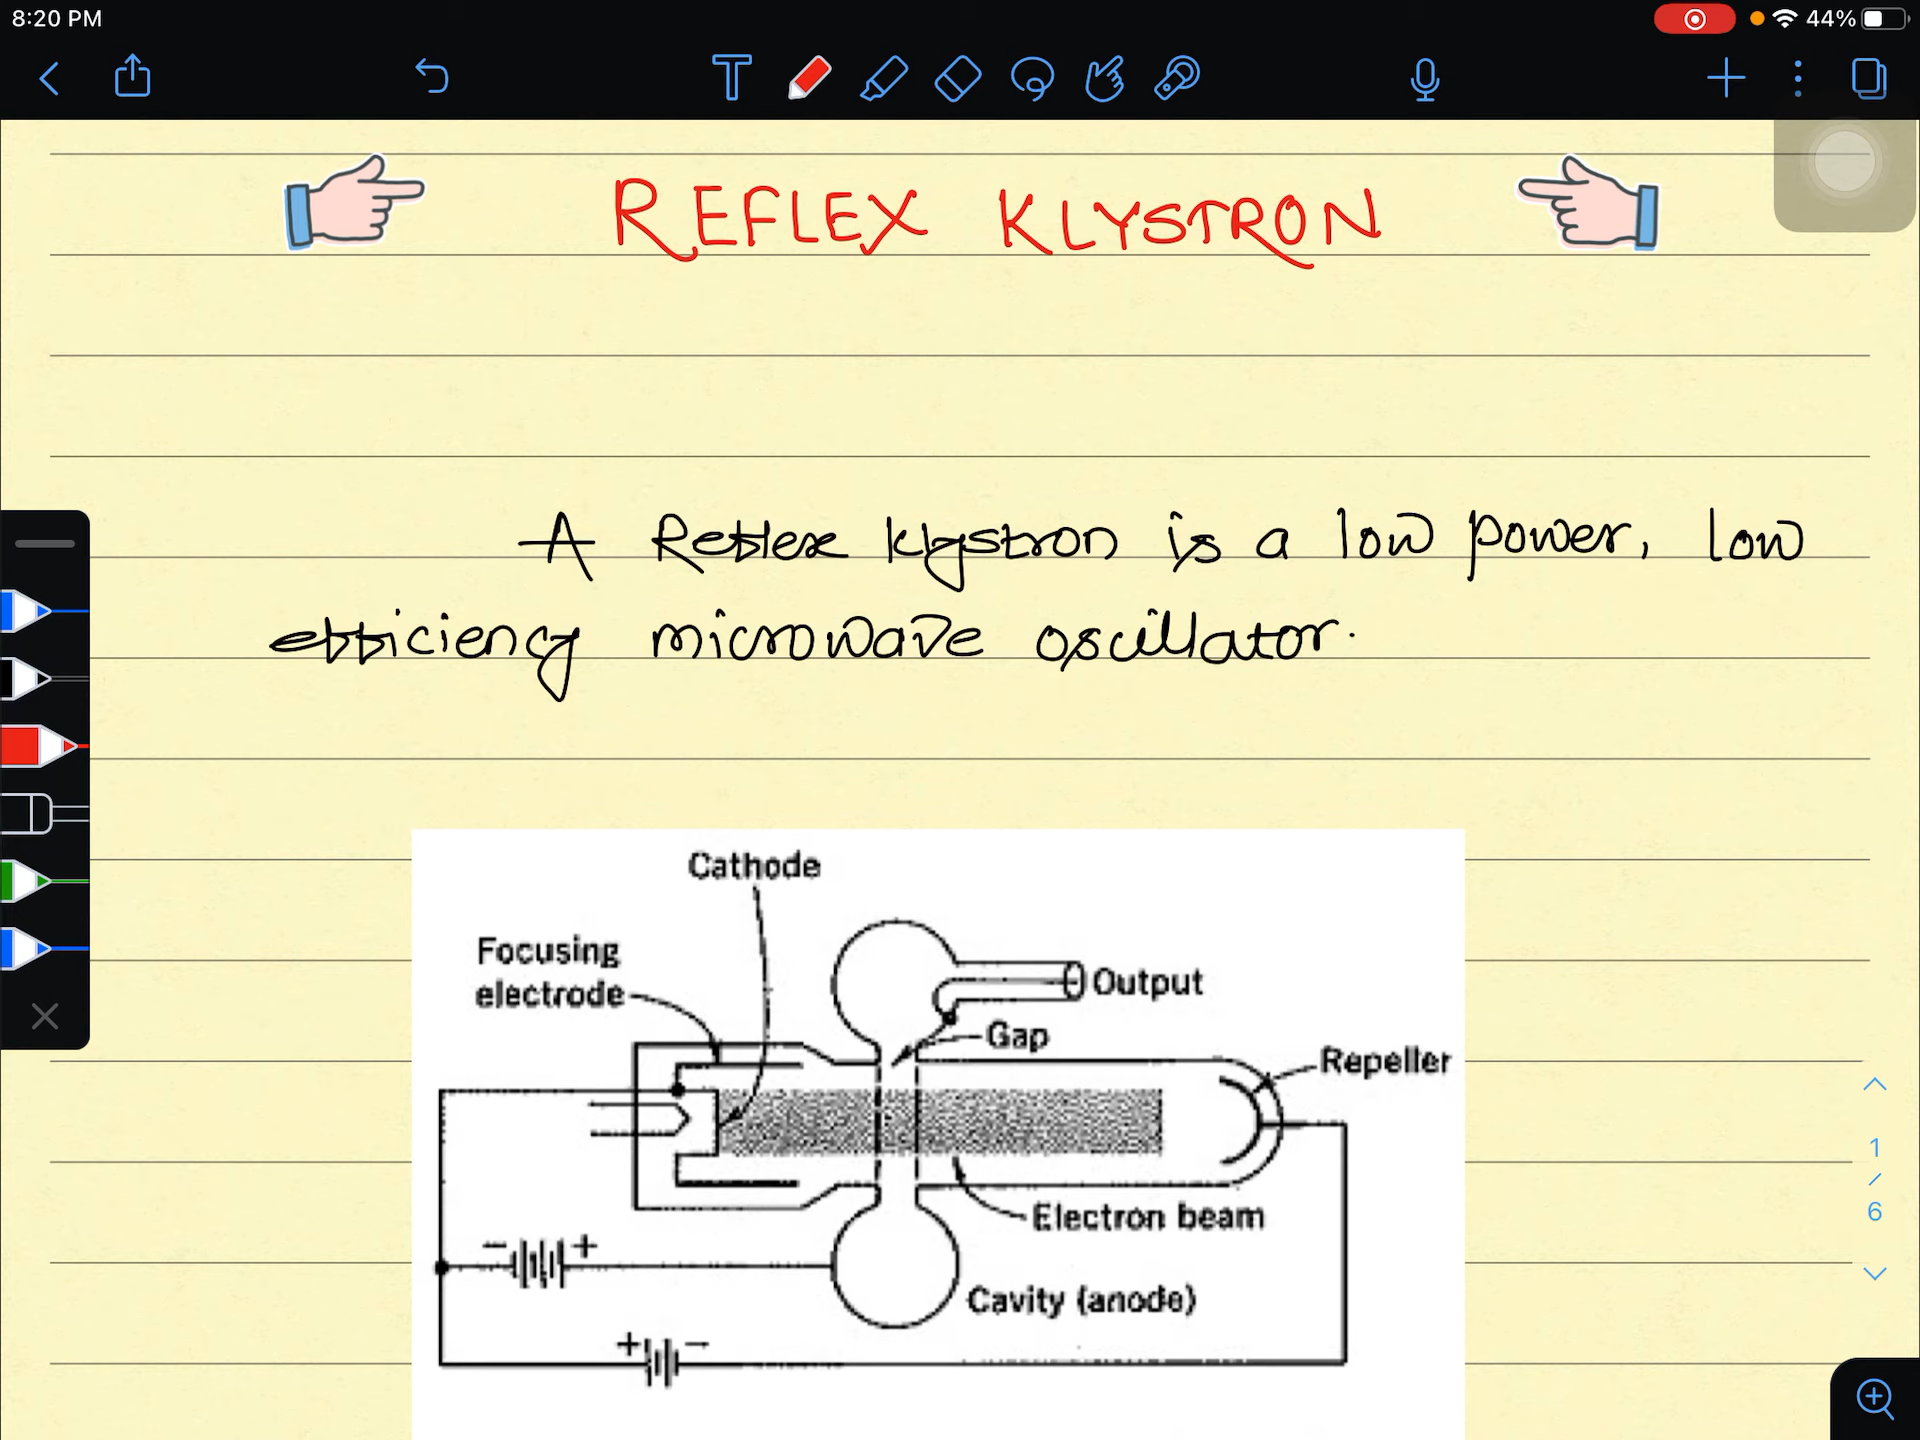 8:20 PM
44%
REFLEX KLYSTRON
A Reflex klystron is a low power, low
efficiency microwave oscillator.
Cathode
Focusing
electrode
Output
Gap
Repeller
Electron beam
- +
Cavity (anode)
+ -
1
/
6